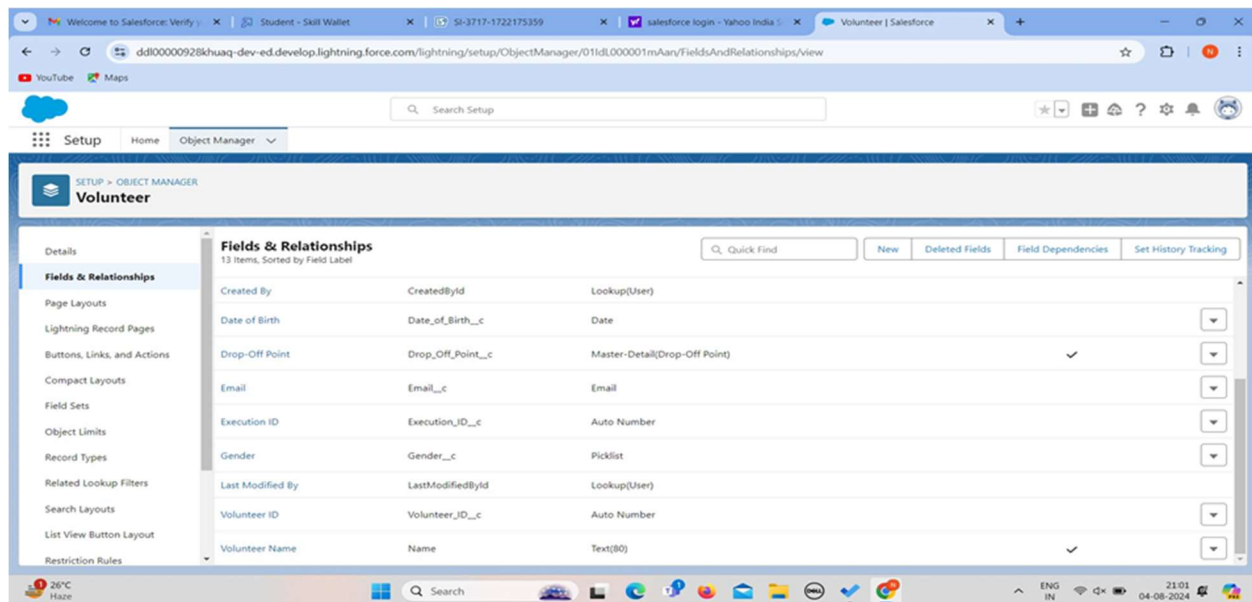 Welcome to Salesforce: Verify y
Student - Skill Wallet
SI-3717-1722175359
salesforce login - Yahoo India S
Volunteer | Salesforce
ddl00000928khuaq-dev-ed.develop.lightning.force.com/lightning/setup/ObjectManager/01IdL000001mAan/FieldsAndRelationships/view
N
YouTube
Maps
Search Setup
Setup
Home
Object Manager
SETUP > OBJECT MANAGER
Volunteer
Details
Fields & Relationships
Page Layouts
Lightning Record Pages
Buttons, Links, and Actions
Compact Layouts
Field Sets
Object Limits
Record Types
Related Lookup Filters
Search Layouts
List View Button Layout
Restriction Rules
Fields & Relationships
13 Items, Sorted by Field Label
Quick Find
New
Deleted Fields
Field Dependencies
Set History Tracking
Created By CreatedById Lookup(User)
Date of Birth Date_of_Birth__c Date
Drop-Off Point Drop_Off_Point__c Master-Detail(Drop-Off Point)
Email Email__c Email
Execution ID Execution_ID__c Auto Number
Gender Gender__c Picklist
Last Modified By LastModifiedById Lookup(User)
Volunteer ID Volunteer_ID__c Auto Number
Volunteer Name Name Text(80)
1
26°C
Haze
Search
DELL
ENG
IN
21:01
04-08-2024